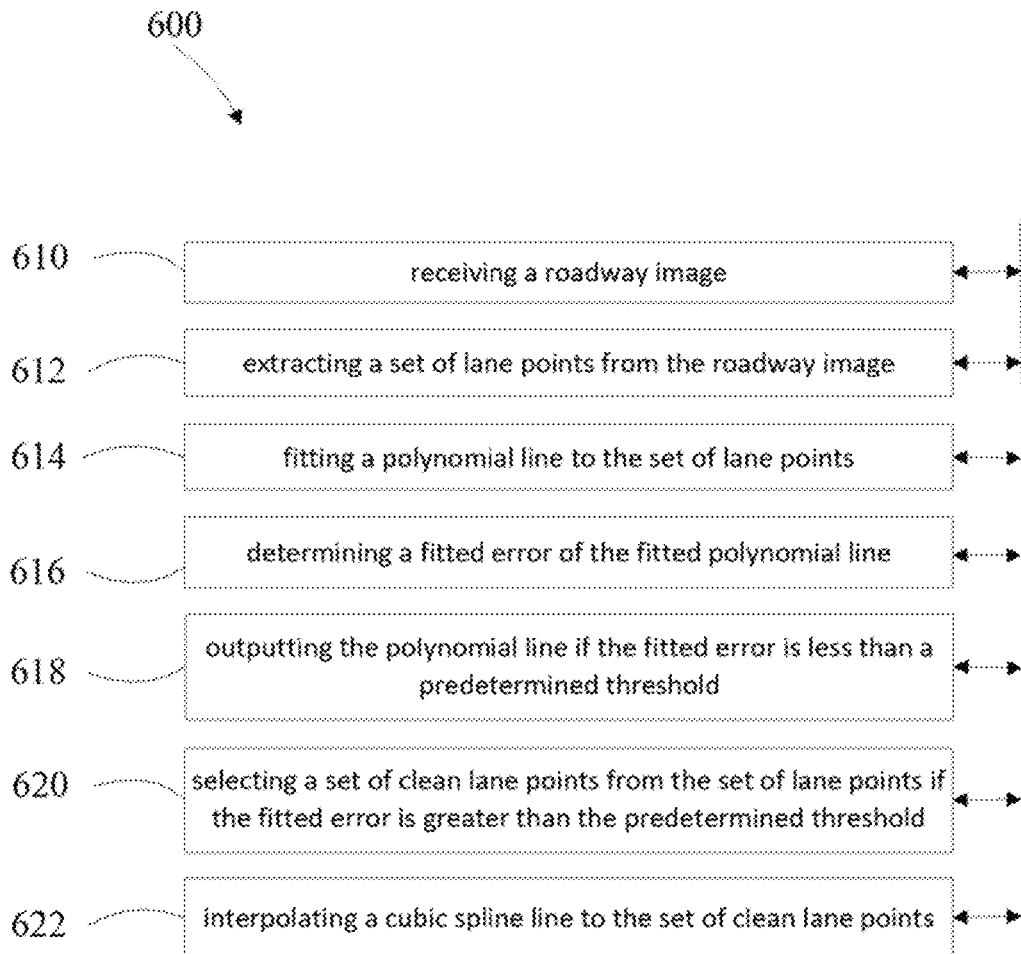 600
610
receiving a roadway image
612
extracting a set of lane points from the roadway image
614
fitting a polynomial line to the set of lane points
616
determining a fitted error of the fitted polynomial line
618
outputting the polynomial line if the fitted error is less than a
predetermined threshold
620
selecting a set of clean lane points from the set of lane points if
the fitted error is greater than the predetermined threshold
622
interpolating a cubic spline line to the set of clean lane points